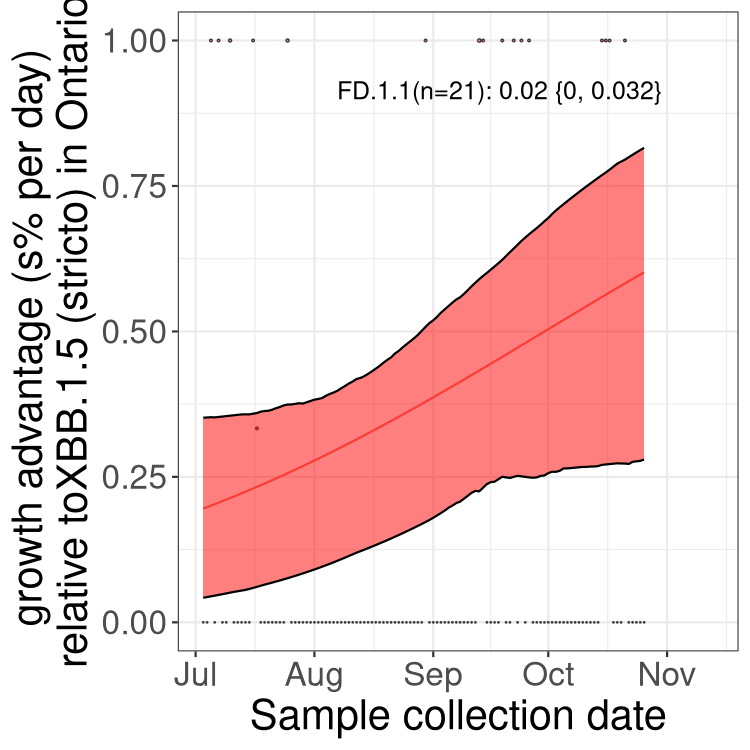 growth advantage (s% per day)
relative toXBB.1.5 (stricto) in Ontario
1.00
FD.1.1(n=21): 0.02 {0, 0.032}
0.75
0.50
0.25
0.00
Jul Aug Sep Oct Nov
Sample collection date